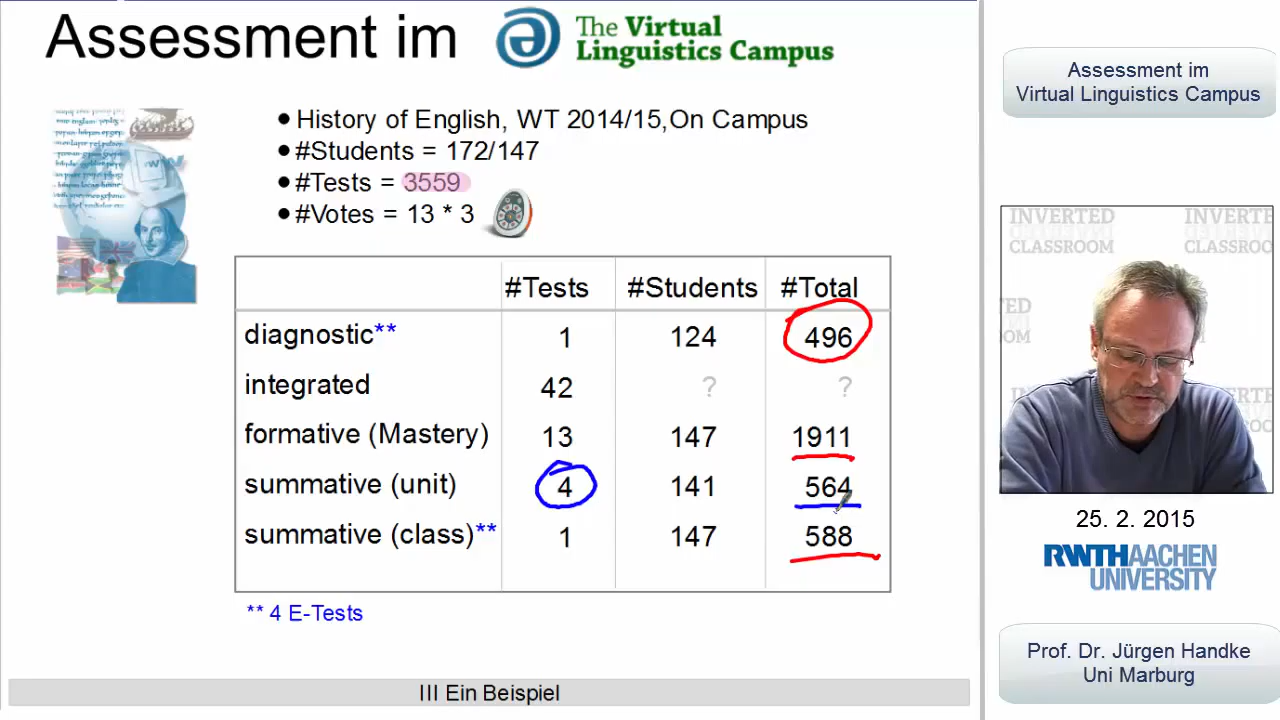 Assessment im
The Virtual
Linguistics Campus
● History of English, WT 2014/15,On Campus
● #Students = 172/147
● #Tests = 3559
● #Votes = 13 * 3
#Tests #Students #Total
diagnostic** 1 124 496
integrated 42 ? ?
formative (Mastery) 13 147 1911
summative (unit) 4 141 564
summative (class)** 1 147 588
** 4 E-Tests
III Ein Beispiel
Assessment im
Virtual Linguistics Campus
INVERTED
CLASSROOM
25. 2. 2015
RWTHAACHEN
UNIVERSITY
Prof. Dr. Jürgen Handke
Uni Marburg